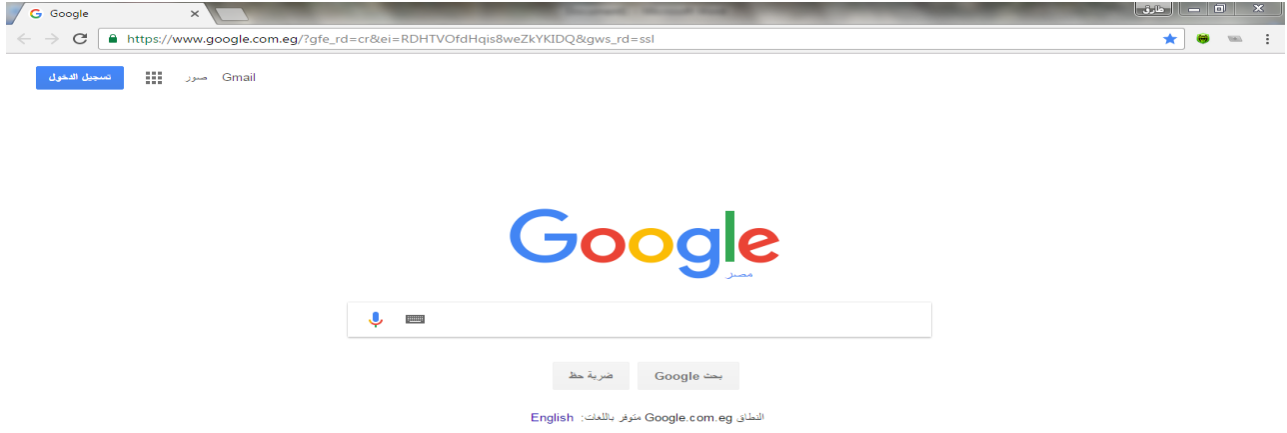 Google
طارق
https://www.google.com.eg/?gfe_rd=cr&ei=RDHTVOfdHqis8weZkYKIDQ&gws_rd=ssl
Gmail صور تسجيل الدخول
Google
مصر
بحث Google ضربة حظ
النطاق Google.com.eg متوفر باللغات: English